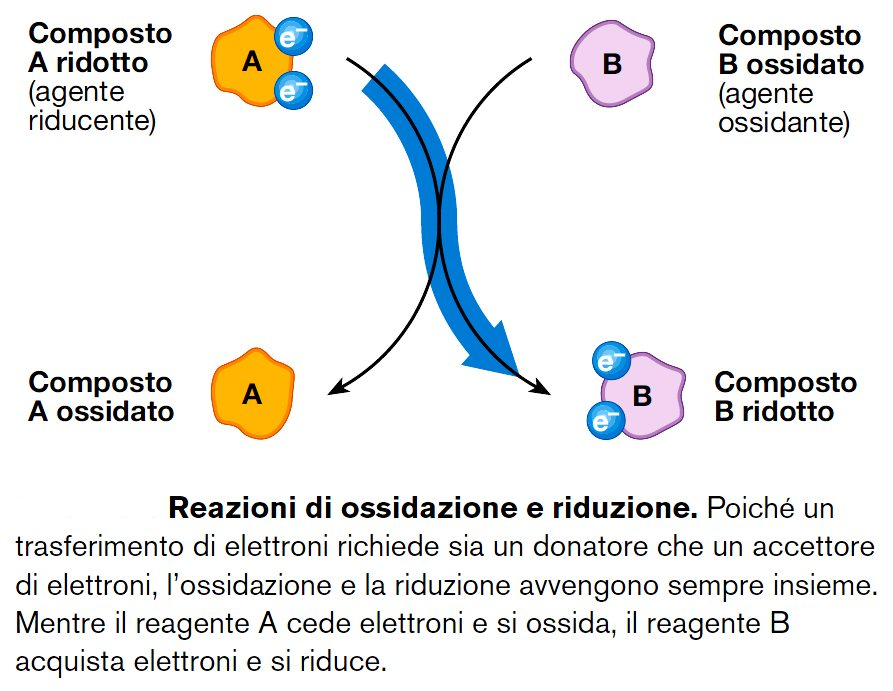 Composto
A ridotto
(agente
riducente)
A
e−
e−
B
Composto
B ossidato
(agente
ossidante)
Composto
A ossidato
A
e−
e−
B
Composto
B ridotto
Reazioni di ossidazione e riduzione. Poiché un
trasferimento di elettroni richiede sia un donatore che un accettore
di elettroni, l’ossidazione e la riduzione avvengono sempre insieme.
Mentre il reagente A cede elettroni e si ossida, il reagente B
acquista elettroni e si riduce.